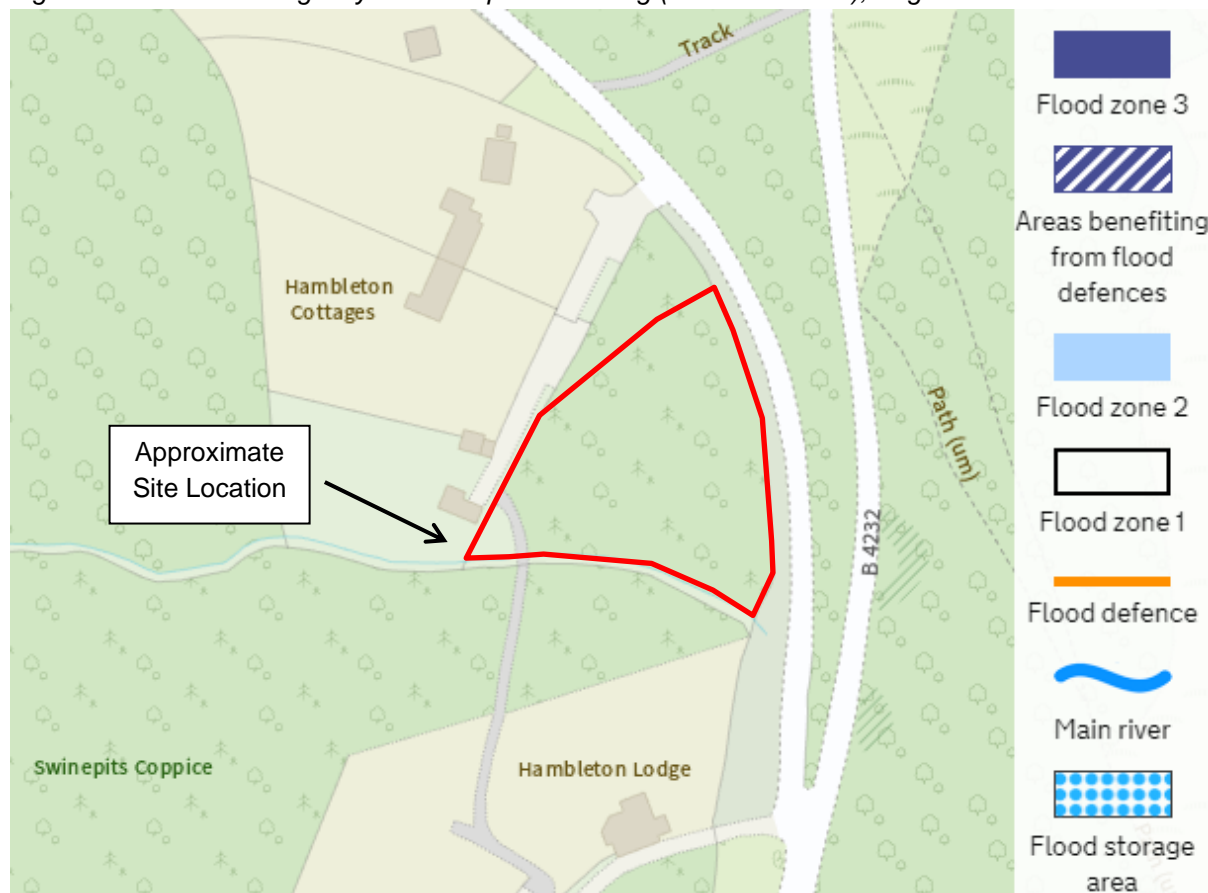 Track
Flood zone 3
Areas benefiting
from flood
defences
Hambleton
Cottages
Flood zone 2
Path (um)
Approximate
Site Location
Flood zone 1
B 4232
Flood defence
Main river
Swinepits Coppice
Hambleton Lodge
Flood storage
area